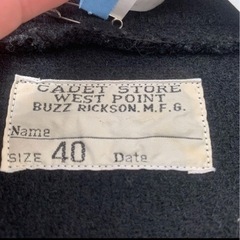 CADET STORE
WEST POINT
BUZZ RICKSON.M.F.G.
Name
SIZE 40 Date